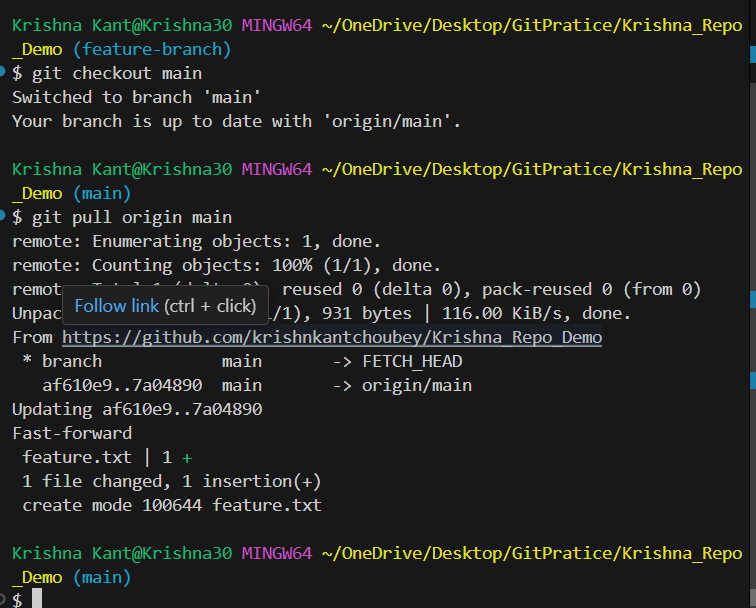 Krishna Kant@Krishna30 MINGW64 ~/OneDrive/Desktop/GitPratice/Krishna_Repo
_Demo (feature-branch)
$ git checkout main
Switched to branch 'main'
Your branch is up to date with 'origin/main'.
Krishna Kant@Krishna30 MINGW64 ~/OneDrive/Desktop/GitPratice/Krishna_Repo
_Demo (main)
$ git pull origin main
remote: Enumerating objects: 1, done.
remote: Counting objects: 100% (1/1), done.
reused 0 (delta 0), pack-reused 0 (from 0)
Follow link (ctrl + click)
/1), 931 bytes | 116.00 KiB/s, done.
From https://github.com/krishnkantchoubey/Krishna_Repo_Demo
* branch main -> FETCH_HEAD
af610e9..7a04890 main -> origin/main
Updating af610e9..7a04890
Fast-forward
feature.txt | 1 +
1 file changed, 1 insertion(+)
create mode 100644 feature.txt
Krishna Kant@Krishna30 MINGW64 ~/OneDrive/Desktop/GitPratice/Krishna_Repo
_Demo (main)
$